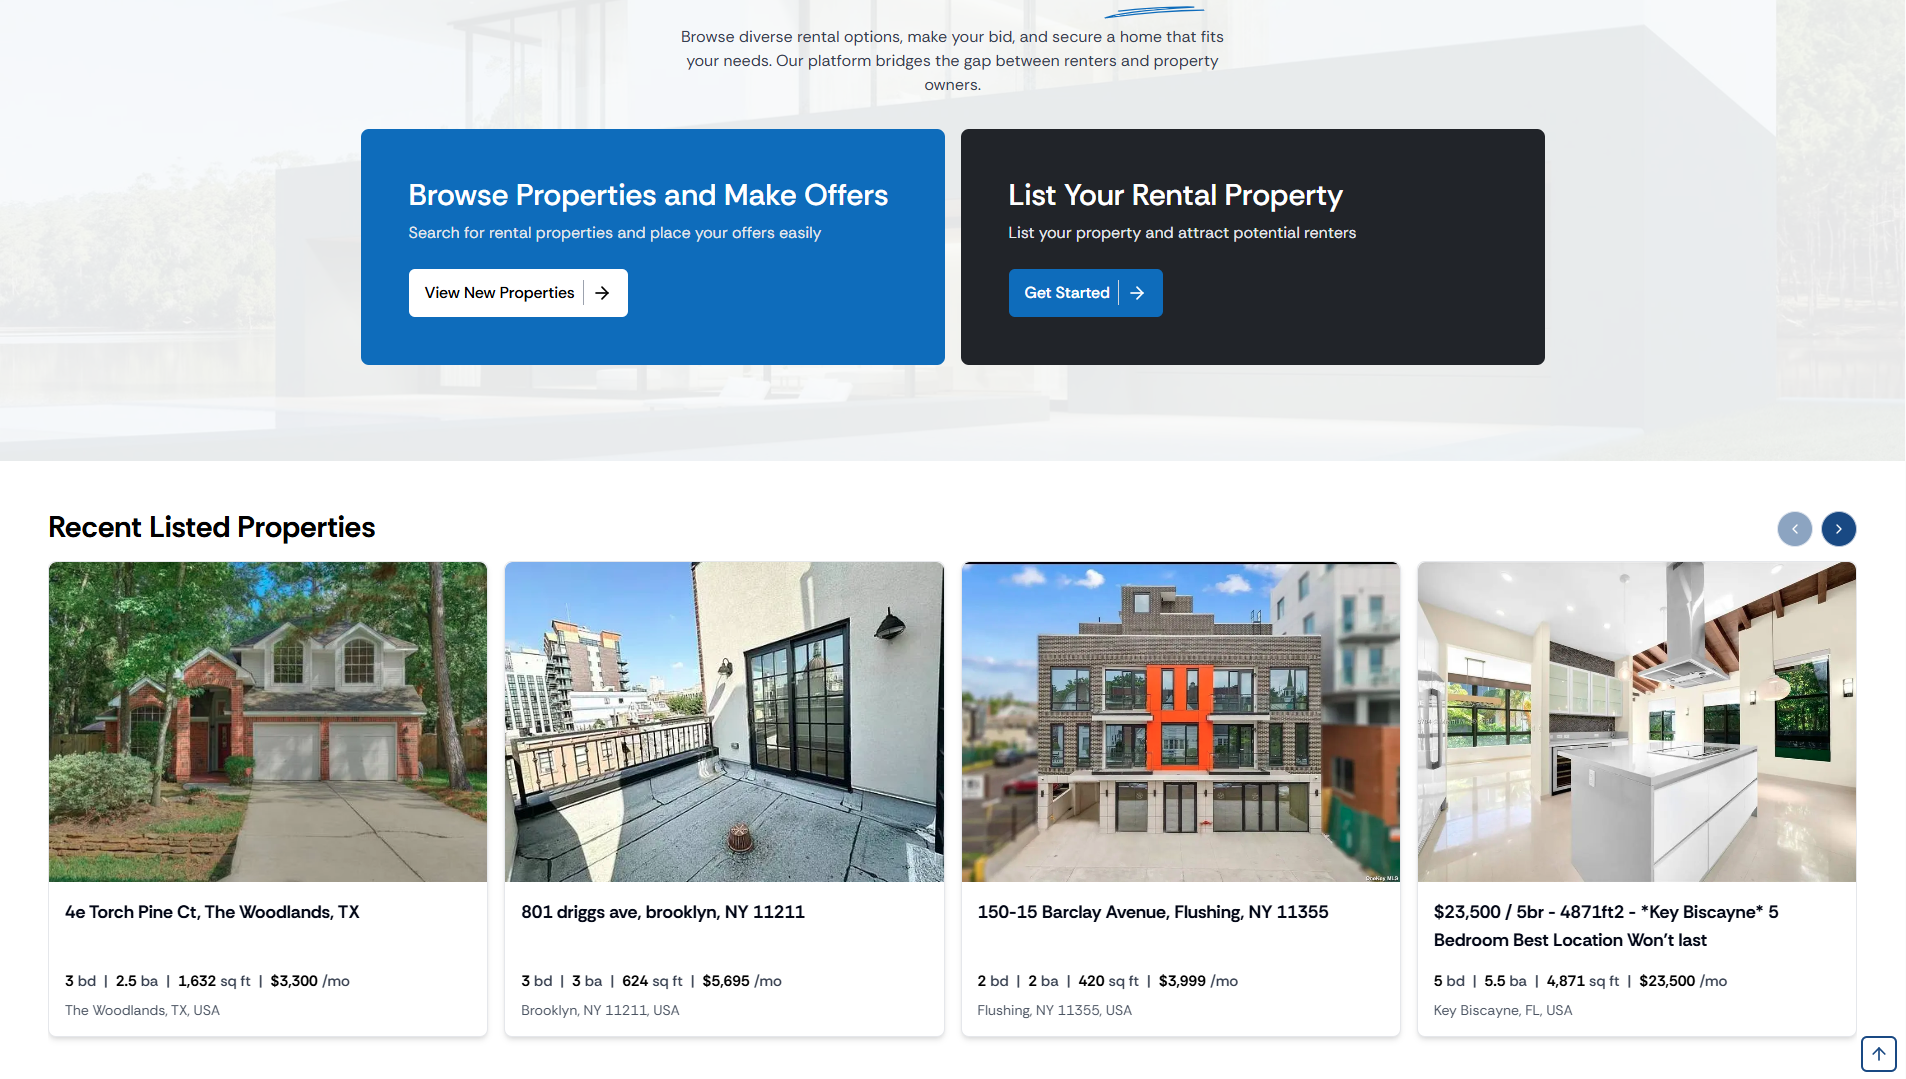 Browse diverse rental options, make your bid, and secure a home that fits
your needs. Our platform bridges the gap between renters and property
owners.
Browse Properties and Make Offers
Search for rental properties and place your offers easily
View New Properties
List Your Rental Property
List your property and attract potential renters
Get Started
Recent Listed Properties
OneKey MLS
4e Torch Pine Ct, The Woodlands, TX
3 bd | 2.5 ba | 1,632 sq ft | $3,300 /mo
The Woodlands, TX, USA
801 driggs ave, brooklyn, NY 11211
3 bd | 3 ba | 624 sq ft | $5,695 /mo
Brooklyn, NY 11211, USA
150-15 Barclay Avenue, Flushing, NY 11355
2 bd | 2 ba | 420 sq ft | $3,999 /mo
Flushing, NY 11355, USA
$23,500 / 5br - 4871ft2 - *Key Biscayne* 5
Bedroom Best Location Won't last
5 bd | 5.5 ba | 4,871 sq ft | $23,500 /mo
Key Biscayne, FL, USA